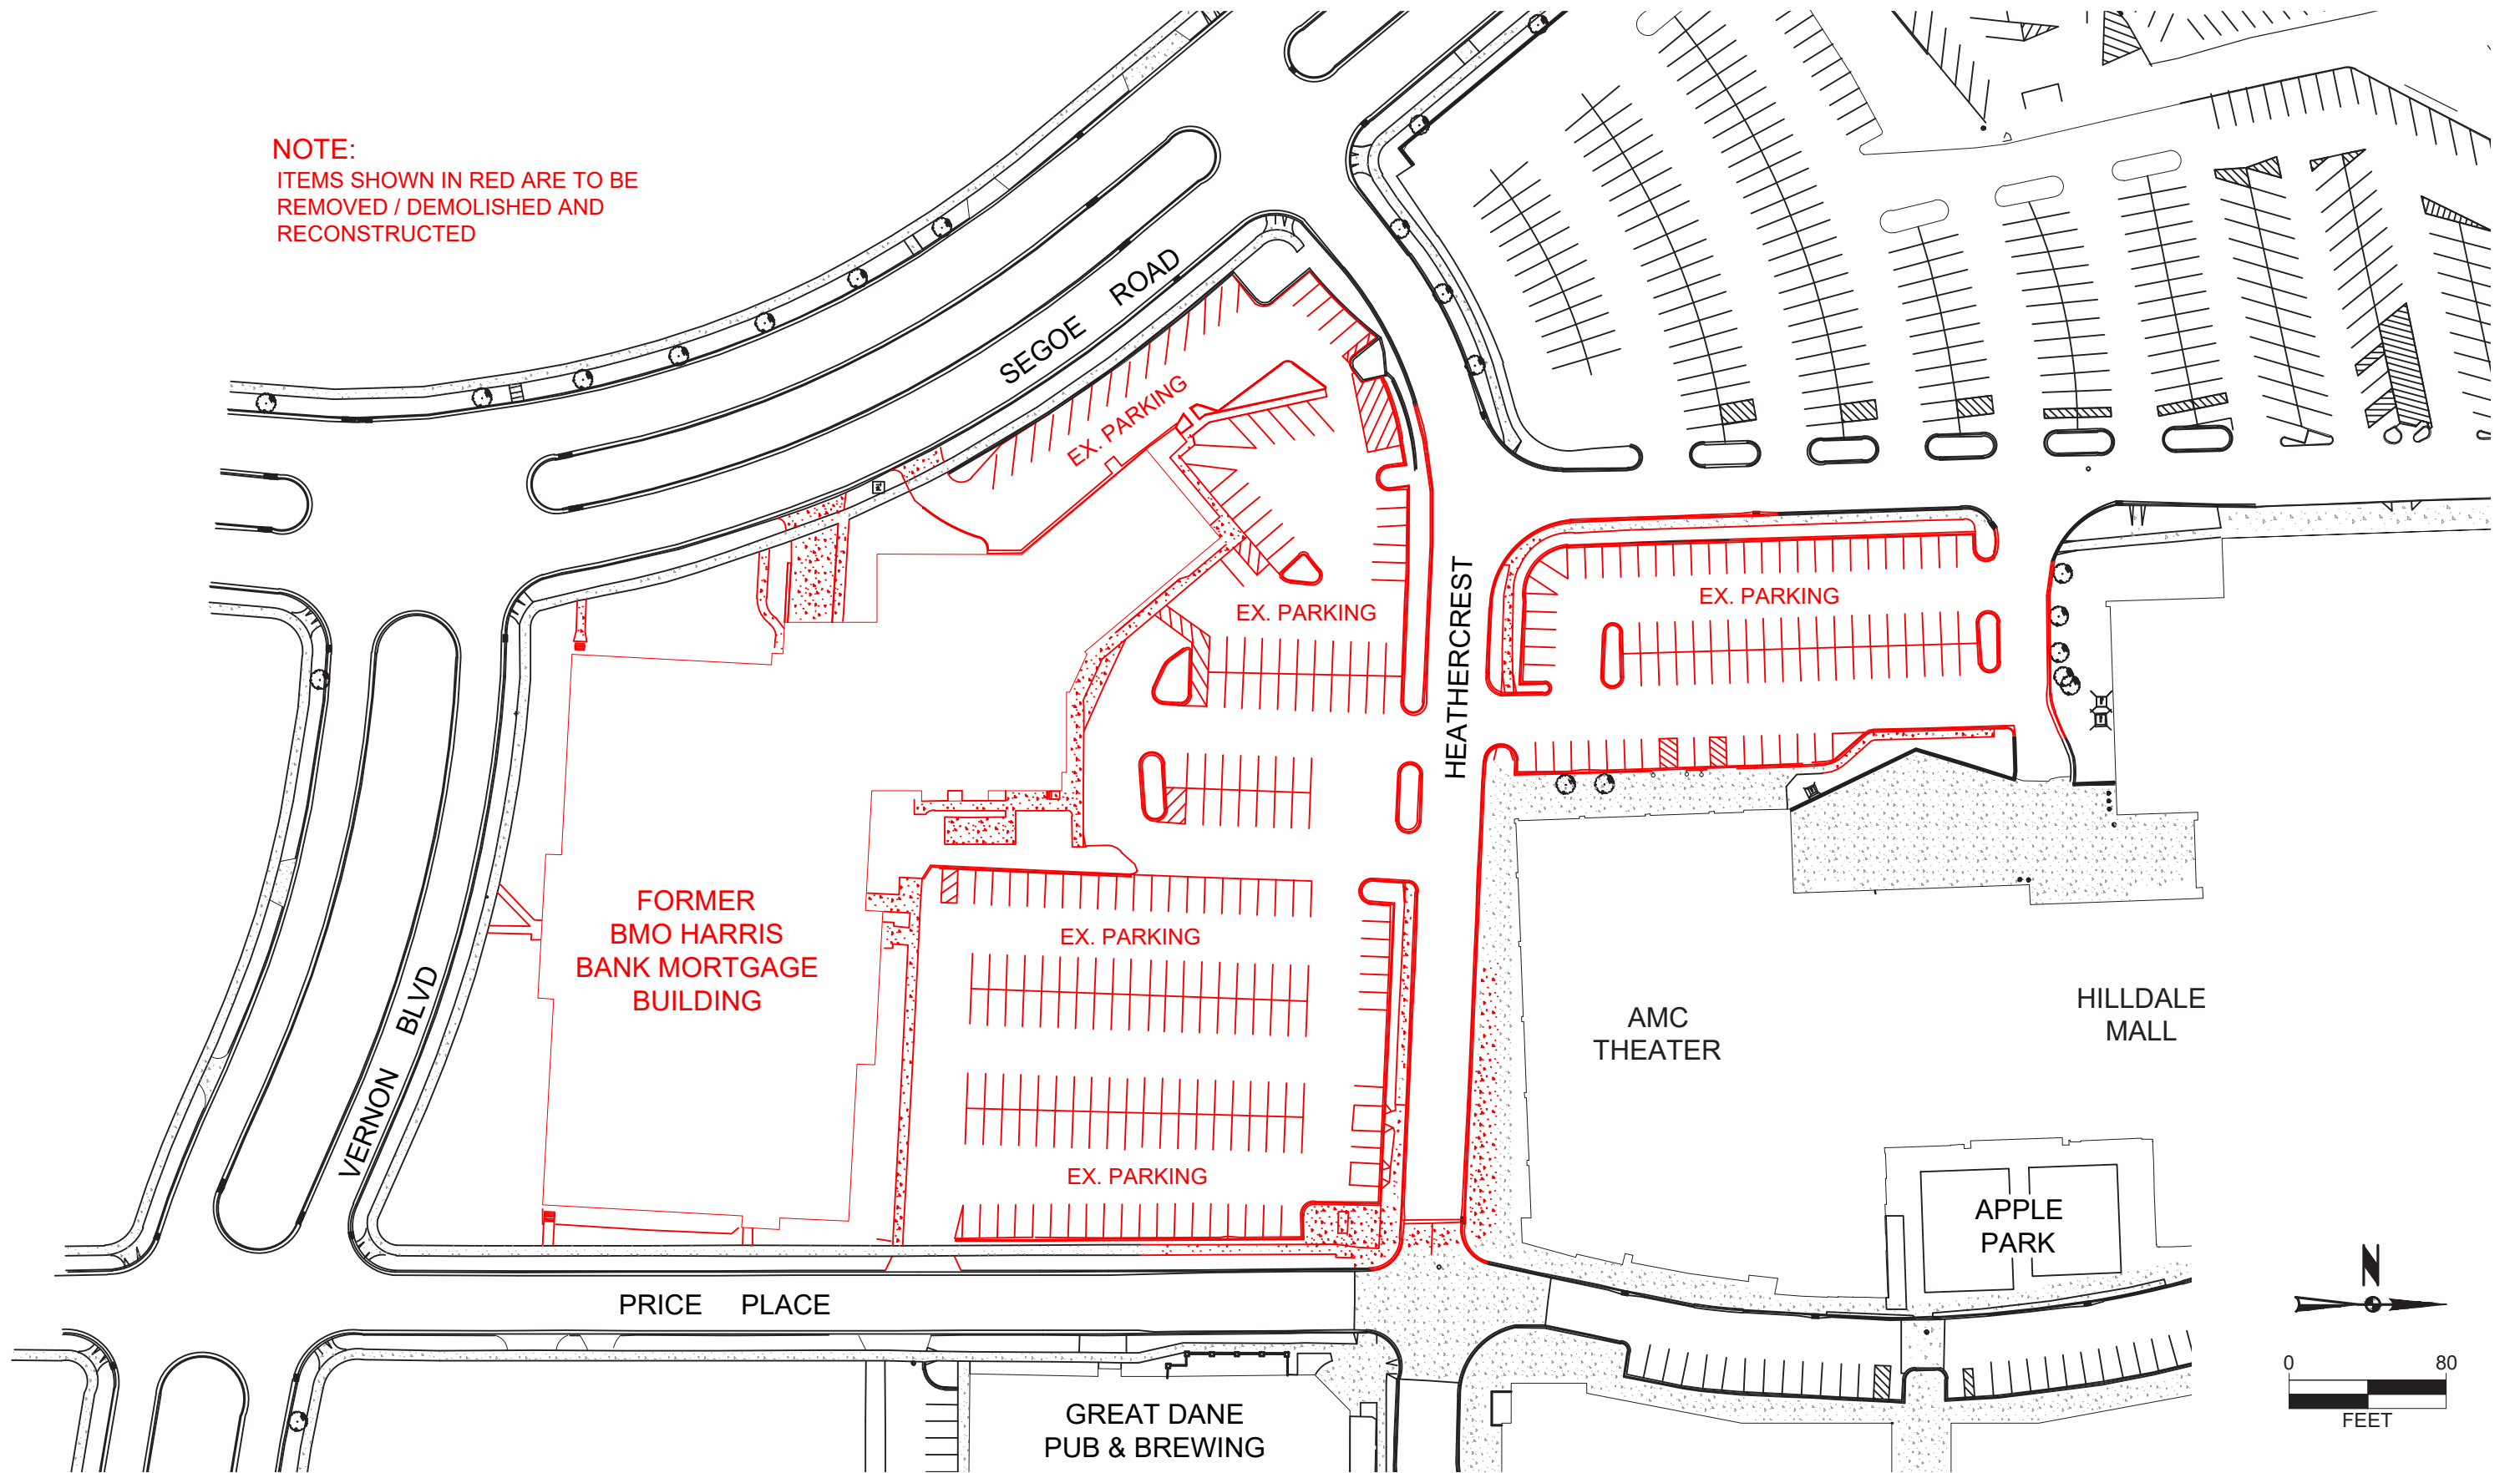 NOTE:
ITEMS SHOWN IN RED ARE TO BE
REMOVED / DEMOLISHED AND
RECONSTRUCTED
SEGOE ROAD
EX. PARKING
EX. PARKING
HEATHERCREST
EX. PARKING
FORMER
BMO HARRIS
BANK MORTGAGE
BUILDING
VERNON BLVD
EX. PARKING
EX. PARKING
AMC
THEATER
HILLDALE
MALL
APPLE
PARK
PRICE PLACE
GREAT DANE
PUB & BREWING
N
0 80
FEET